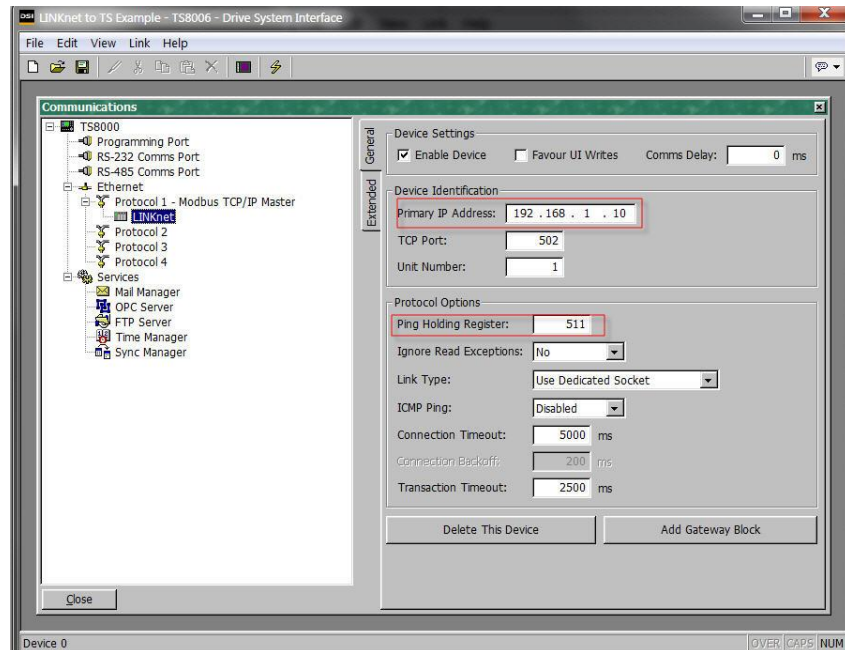 DSI LINKnet to TS Example - TS8006 - Drive System Interface
File Edit View Link Help
Communications
TS8000
Programming Port
RS-232 Comms Port
RS-485 Comms Port
Ethernet
Protocol 1 - Modbus TCP/IP Master
LINKnet
Protocol 2
Protocol 3
Protocol 4
Services
Mail Manager
OPC Server
FTP Server
Time Manager
Sync Manager
Close
General
Extended
Device Settings
Enable Device Favour UI Writes Comms Delay: 0 ms
Device Identification
Primary IP Address: 192 . 168 . 1 . 10
TCP Port: 502
Unit Number: 1
Protocol Options
Ping Holding Register: 511
Ignore Read Exceptions: No
Link Type: Use Dedicated Socket
ICMP Ping: Disabled
Connection Timeout: 5000 ms
Connection Backoff: 200 ms
Transaction Timeout: 2500 ms
Delete This Device Add Gateway Block
Device 0 OVER CAPS NUM